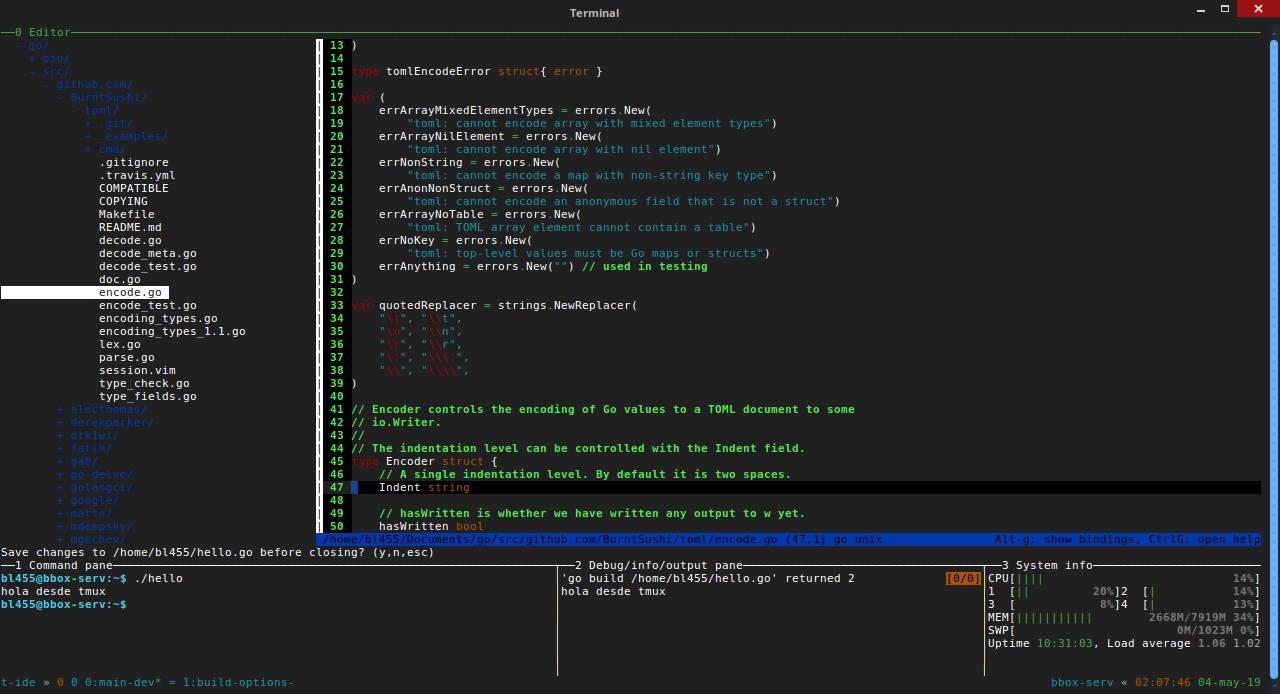 Terminal
0 Editor
- go/
+ bin/
- src/
- github.com/
- BurntSushi/
- toml/
+ .git/
+ _examples/
+ cmd/
.gitignore
.travis.yml
COMPATIBLE
COPYING
Makefile
README.md
decode.go
decode_meta.go
decode_test.go
doc.go
encode.go
encode_test.go
encoding_types.go
encoding_types_1.1.go
lex.go
parse.go
session.vim
type_check.go
type_fields.go
+ alecthomas/
+ derekparker/
+ drklwi/
+ fatih/
+ ga0/
+ go-delve/
+ golangci/
+ google/
+ mattn/
+ mdempsky/
+ mgechev/
13 )
14
15 type tomlEncodeError struct{ error }
16
17 var (
18     errArrayMixedElementTypes = errors.New(
19         "toml: cannot encode array with mixed element types")
20     errArrayNilElement = errors.New(
21         "toml: cannot encode array with nil element")
22     errNonString = errors.New(
23         "toml: cannot encode a map with non-string key type")
24     errAnonNonStruct = errors.New(
25         "toml: cannot encode an anonymous field that is not a struct")
26     errArrayNoTable = errors.New(
27         "toml: TOML array element cannot contain a table")
28     errNoKey = errors.New(
29         "toml: top-level values must be Go maps or structs")
30     errAnything = errors.New("") // used in testing
31 )
32
33 var quotedReplacer = strings.NewReplacer(
34     "\t", "\\t",
35     "\n", "\\n",
36     "\r", "\\r",
37     "\"", "\\\"",
38     "\\", "\\\\",
39 )
40
41 // Encoder controls the encoding of Go values to a TOML document to some
42 // io.Writer.
43 //
44 // The indentation level can be controlled with the Indent field.
45 type Encoder struct {
46     // A single indentation level. By default it is two spaces.
47     Indent string
48
49     // hasWritten is whether we have written any output to w yet.
50     hasWritten bool
/home/bl455/Documents/go/src/github.com/BurntSushi/toml/encode.go (47,1) go unix Alt-g: show bindings, CtrlG: open help
Save changes to /home/bl455/hello.go before closing? (y,n,esc)
1 Command pane
bl455@bbox-serv:~$ ./hello
hola desde tmux
bl455@bbox-serv:~$
2 Debug/info/output pane
'go build /home/bl455/hello.go' returned 2 [0/0]
hola desde tmux
3 System info
CPU[|||| 14%]
1 [|| 20%]2 [| 14%]
3 [ 8%]4 [| 13%]
MEM[||||||||||| 2668M/7919M 34%]
SWP[ 0M/1023M 0%]
Uptime 10:31:03, Load average 1.06 1.02
t-ide » 0 0 0:main-dev* = 1:build-options- bbox-serv « 02:07:46 04-may-19